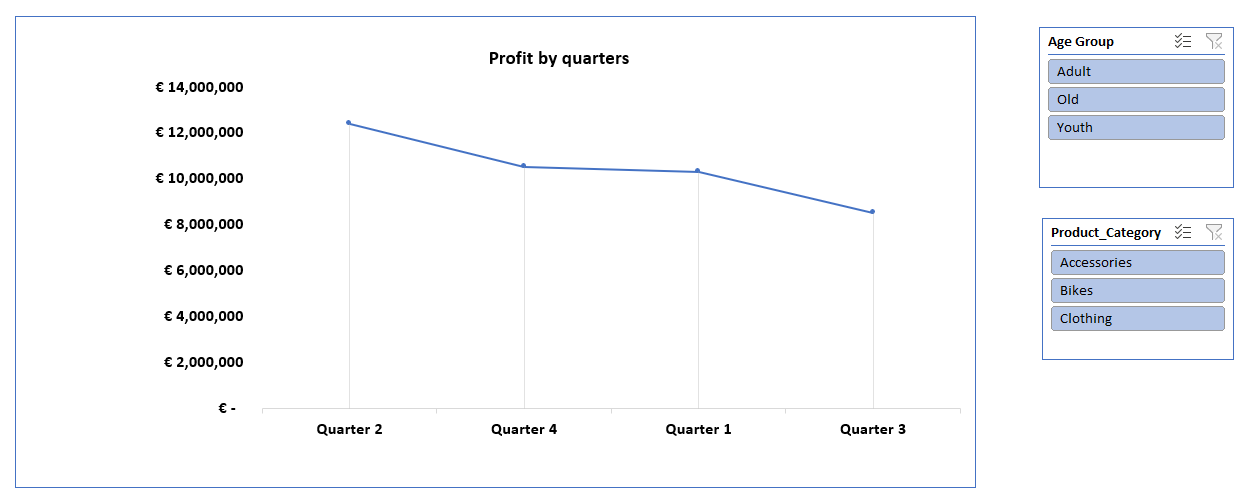 Profit by quarters
€ 14,000,000
€ 12,000,000
€ 10,000,000
€ 8,000,000
€ 6,000,000
€ 4,000,000
€ 2,000,000
€ -
Quarter 2 Quarter 4 Quarter 1 Quarter 3
Age Group
Adult
Old
Youth
Product_Category
Accessories
Bikes
Clothing